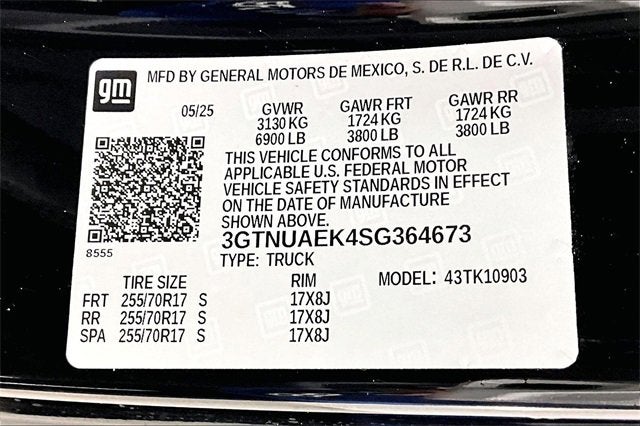 gm
MFD BY GENERAL MOTORS DE MEXICO, S. DE R.L. DE C.V.
05/25 GVWR GAWR FRT GAWR RR
3130 KG 1724 KG 1724 KG
6900 LB 3800 LB 3800 LB
THIS VEHICLE CONFORMS TO ALL
APPLICABLE U.S. FEDERAL MOTOR
VEHICLE SAFETY STANDARDS IN EFFECT
ON THE DATE OF MANUFACTURE
SHOWN ABOVE.
3GTNUAEK4SG364673
8555
TYPE: TRUCK
TIRE SIZE RIM MODEL: 43TK10903
FRT 255/70R17 S 17X8J
RR 255/70R17 S 17X8J
SPA 255/70R17 S 17X8J